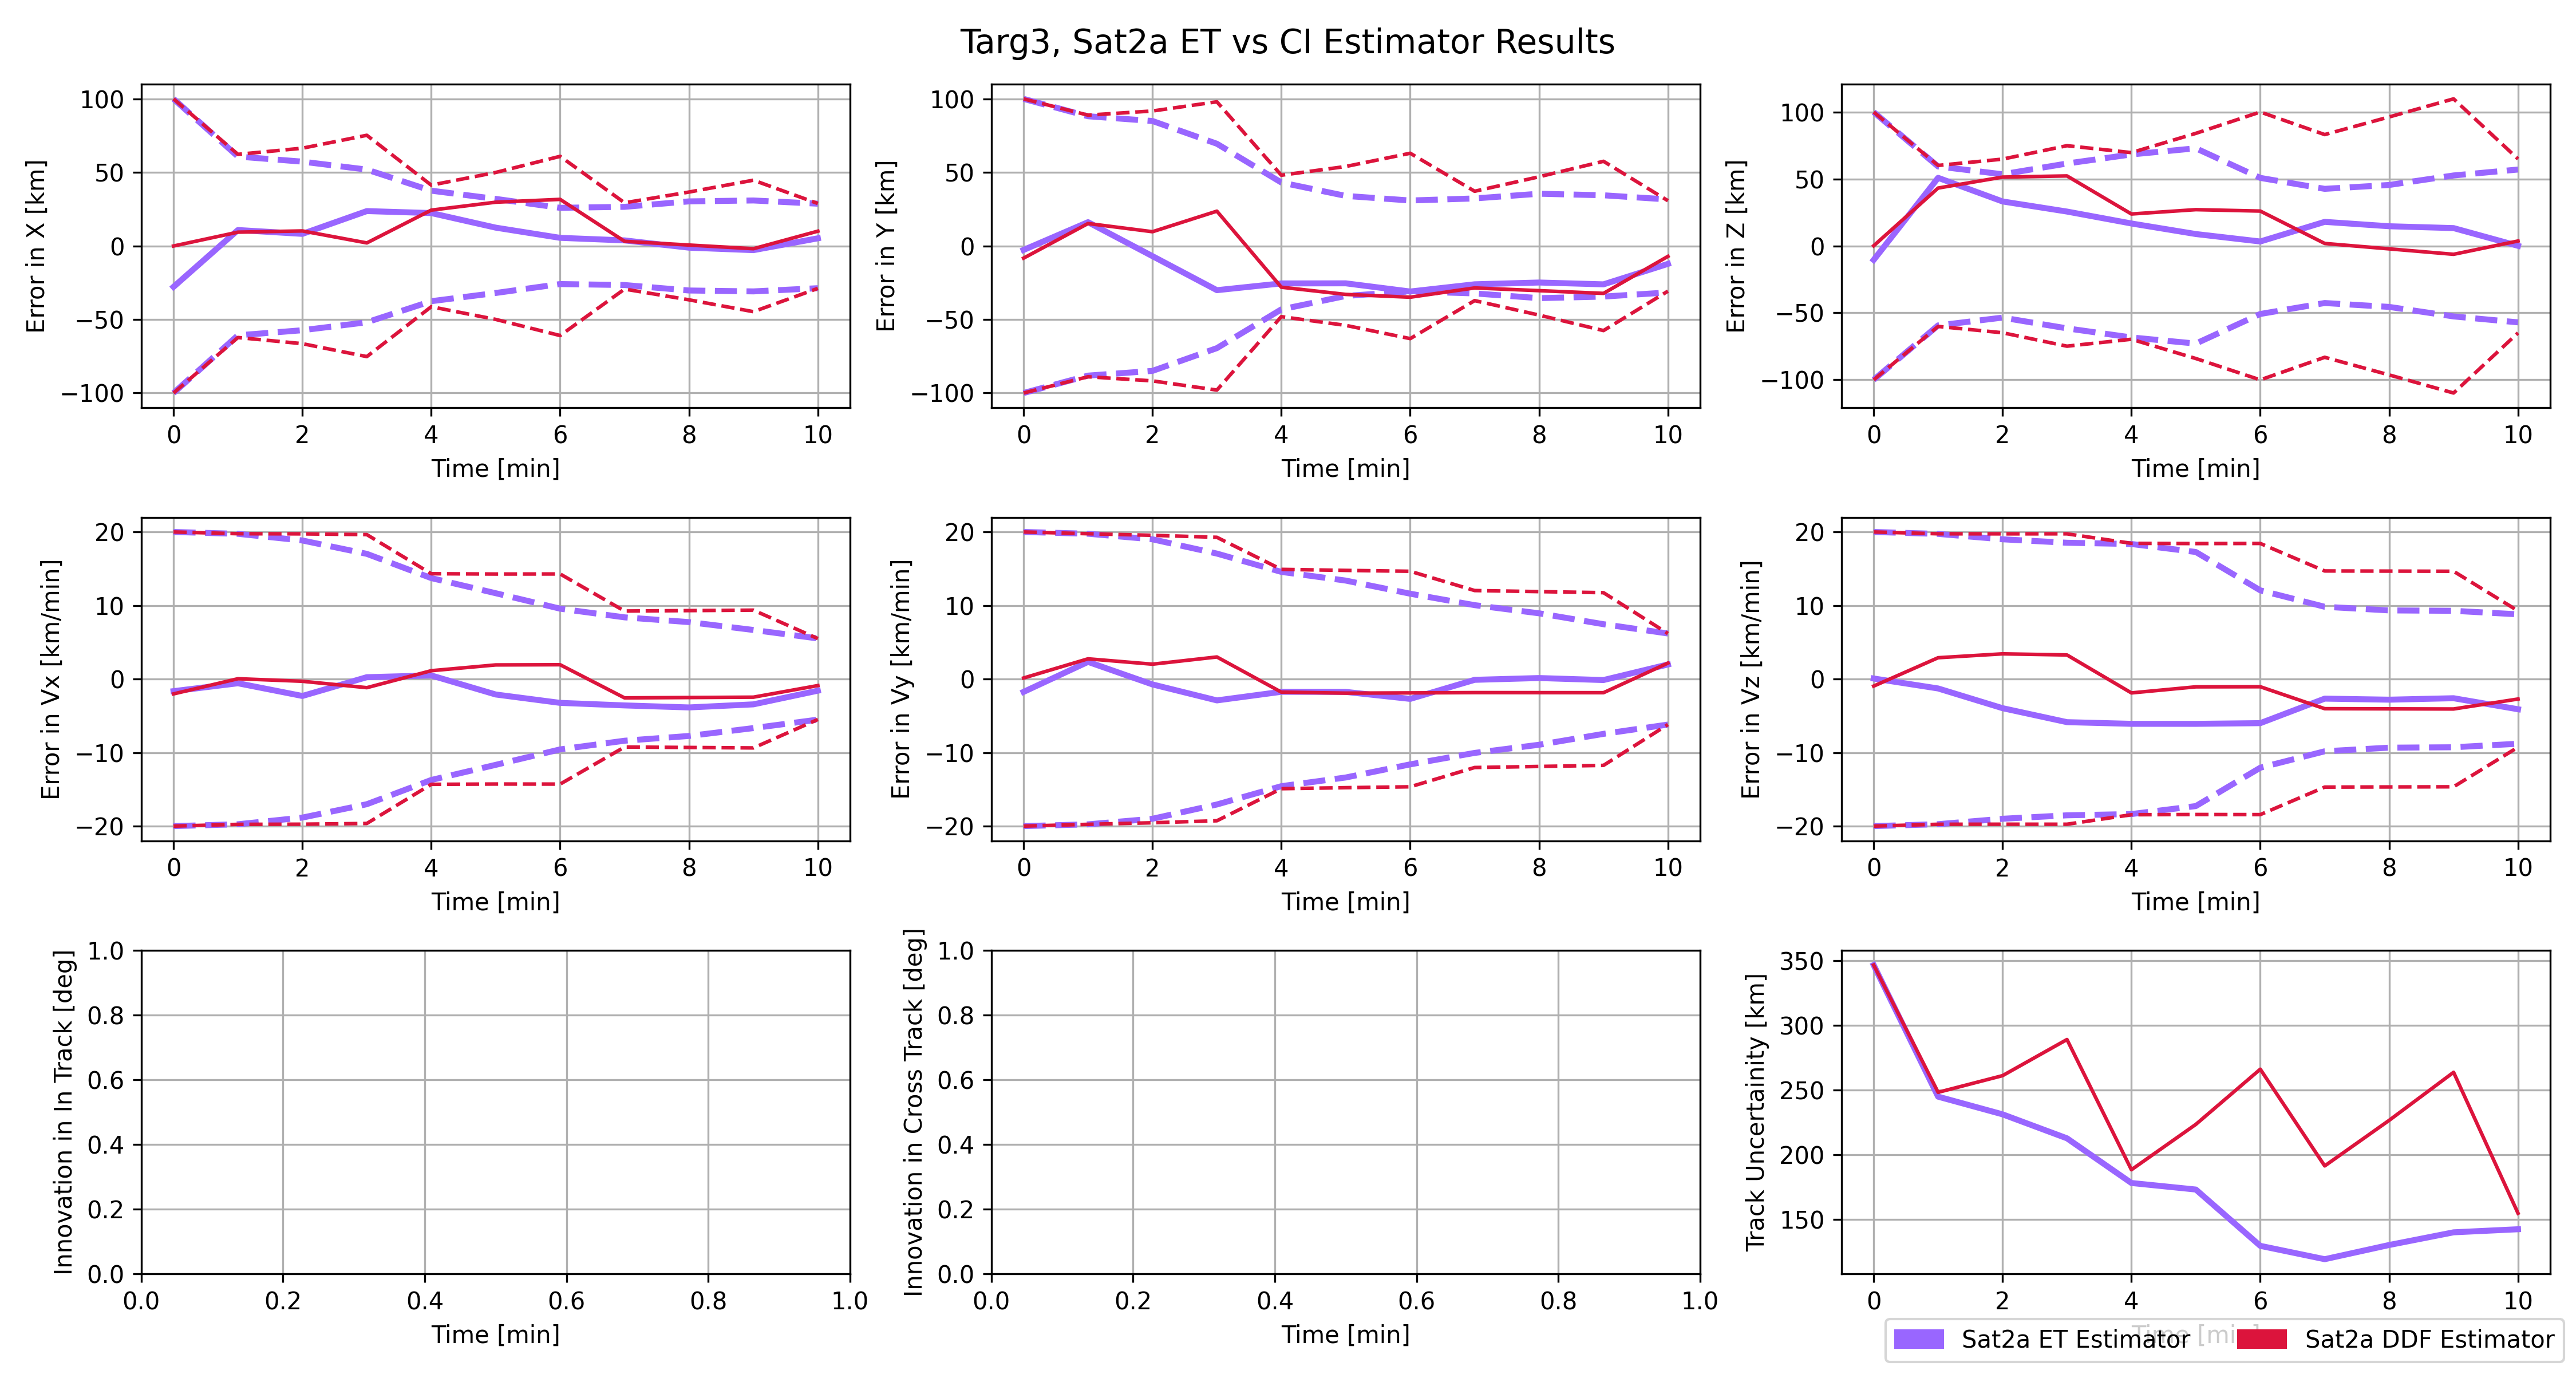 Targ3, Sat2a ET vs CI Estimator Results
Error in X [km]
100
50
0
−50
−100
0 2 4 6 8 10
Time [min]
Error in Y [km]
100
50
0
−50
−100
0 2 4 6 8 10
Time [min]
Error in Z [km]
100
50
0
−50
−100
0 2 4 6 8 10
Time [min]
Error in Vx [km/min]
20
10
0
−10
−20
0 2 4 6 8 10
Time [min]
Error in Vy [km/min]
20
10
0
−10
−20
0 2 4 6 8 10
Time [min]
Error in Vz [km/min]
20
10
0
−10
−20
0 2 4 6 8 10
Time [min]
Innovation in In Track [deg]
1.0
0.8
0.6
0.4
0.2
0.0
0.0 0.2 0.4 0.6 0.8 1.0
Time [min]
Innovation in Cross Track [deg]
1.0
0.8
0.6
0.4
0.2
0.0
0.0 0.2 0.4 0.6 0.8 1.0
Time [min]
Track Uncertainity [km]
350
300
250
200
150
0 2 4 6 8 10
Time [min]
Sat2a ET Estimator
Sat2a DDF Estimator